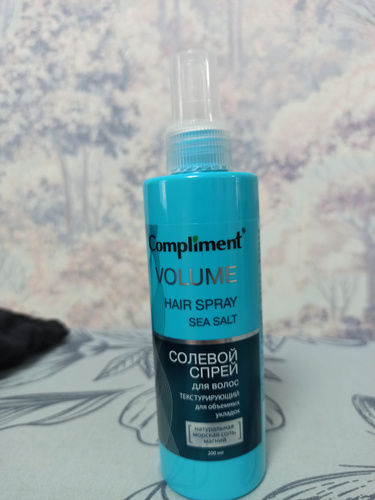 Compliment®
VOLUME
HAIR SPRAY
SEA SALT
СОЛЕВОЙ
СПРЕЙ
для волос
ТЕКСТУРИРУЮЩИЙ
для объемных
укладок
натуральная
морская соль,
магний
200 мл